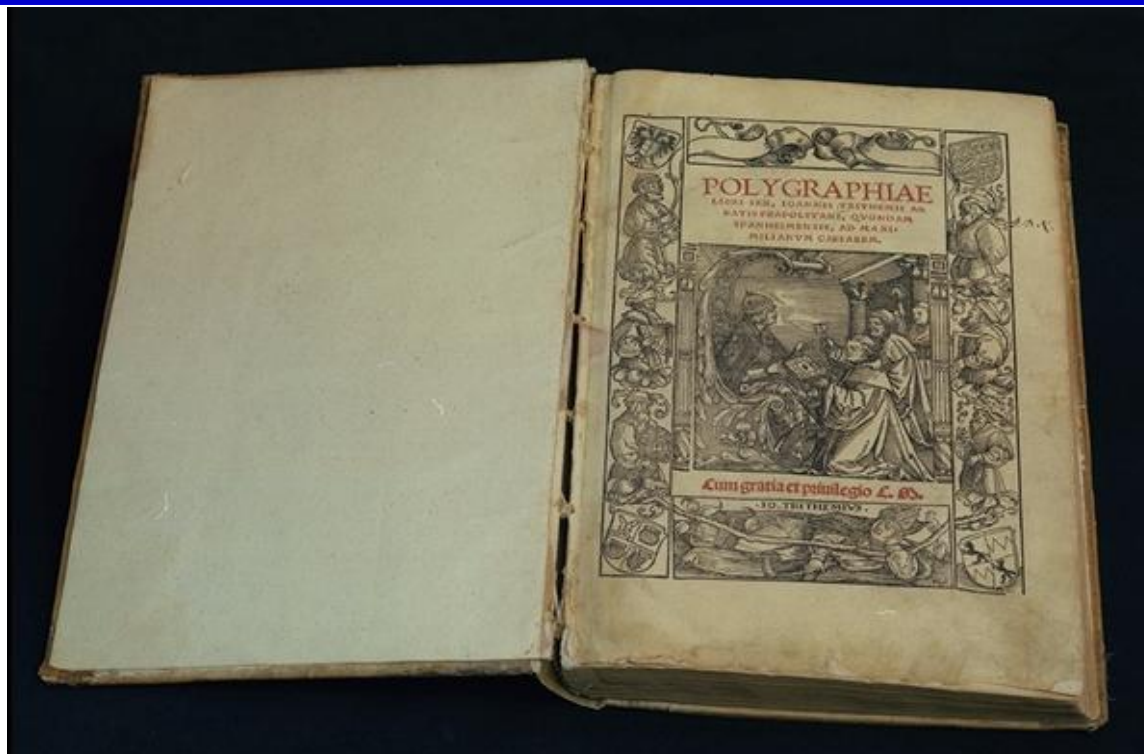 POLYGRAPHIAE
LIBRI SEX, IOANNIS TRITHEMII AB
BATIS PEAPOLITANI, QVONDAM
SPANHEIMENSIS, AD MAXI
MILIANVM CAESAREM.
Cum gratia et priuilegio C. M.
·IO. TRITHEMIVS·